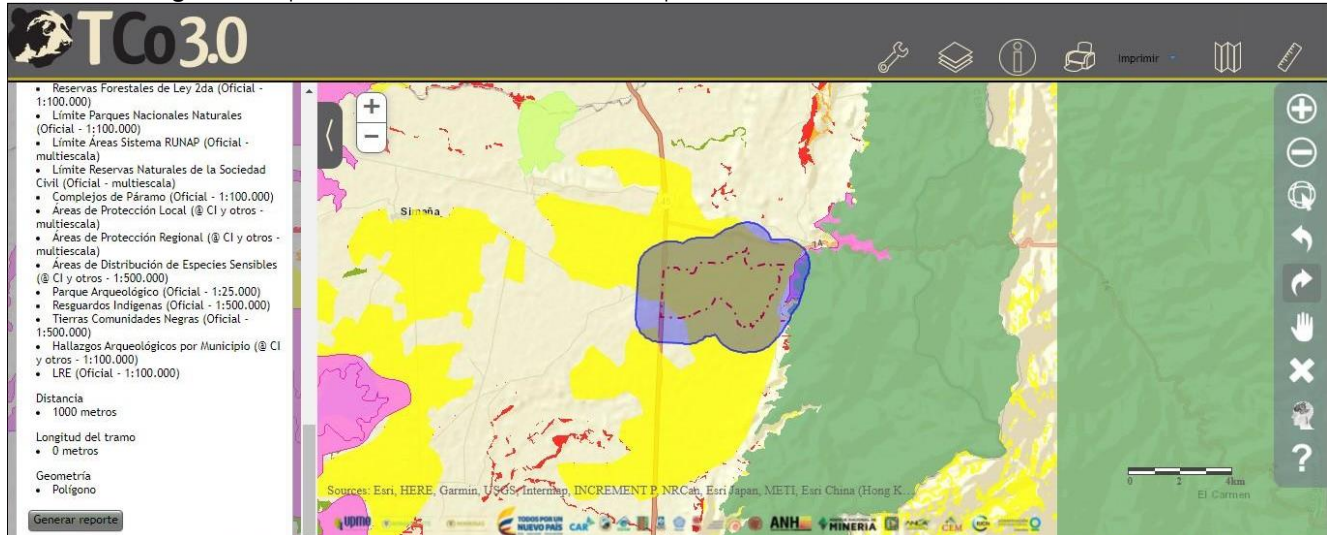 TCo 3.0
Imprimir
• Reservas Forestales de Ley 2da (Oficial -
1:100.000)
• Límite Parques Nacionales Naturales
(Oficial - 1:100.000)
• Límite Áreas Sistema RUNAP (Oficial -
multiescala)
• Límite Reservas Naturales de la Sociedad
Civil (Oficial - multiescala)
• Complejos de Páramo (Oficial - 1:100.000)
• Áreas de Protección Local (@ CI y otros -
multiescala)
• Áreas de Protección Regional (@ CI y otros -
multiescala)
• Áreas de Distribución de Especies Sensibles
(@ CI y otros - 1:500.000)
• Parque Arqueológico (Oficial - 1:25.000)
• Resguardos Indígenas (Oficial - 1:500.000)
• Tierras Comunidades Negras (Oficial -
1:500.000)
• Hallazgos Arqueológicos por Municipio (@ CI
y otros - 1:100.000)
• LRE (Oficial - 1:100.000)
Distancia
• 1000 metros
Longitud del tramo
• 0 metros
Geometría
• Polígono
Generar reporte
+
−
Simaña
14
0 2 4km
El Carmen
Sources: Esri, HERE, Garmin, USGS, Intermap, INCREMENT P, NRCan, Esri Japan, METI, Esri China (Hong K...
upme
TODOS POR UN
NUEVO PAÍS
CAR
ANH
MINERÍA
ANLA
CEM
?